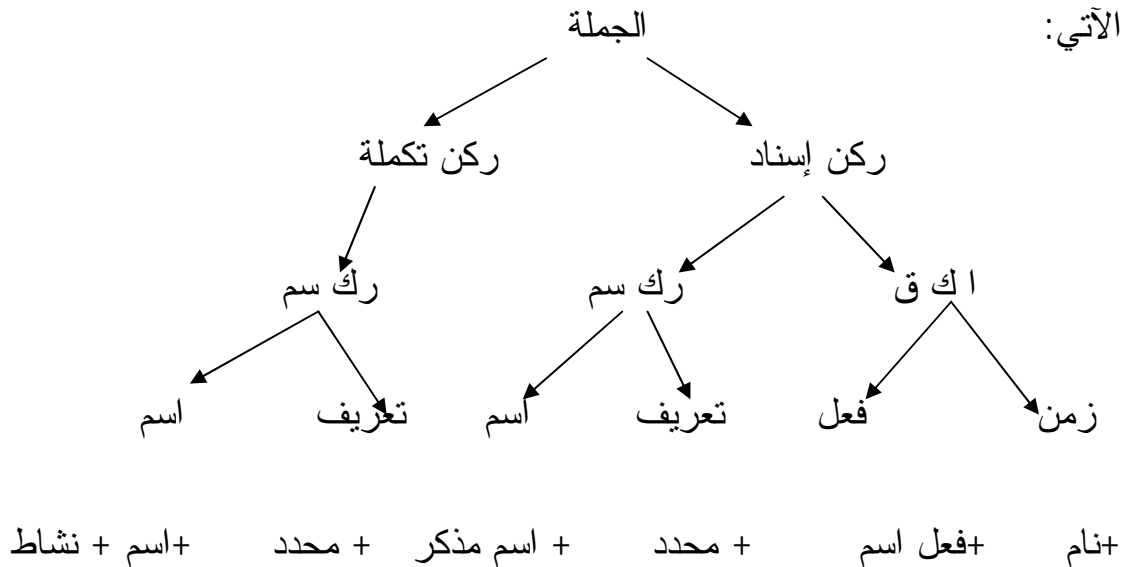 الآتي: الجملة
ركن إسناد ركن تكملة
ا ك ق رك سم رك سم
زمن فعل تعريف اسم تعريف اسم
+نام +فعل اسم + محدد + اسم مذكر + محدد +اسم + نشاط